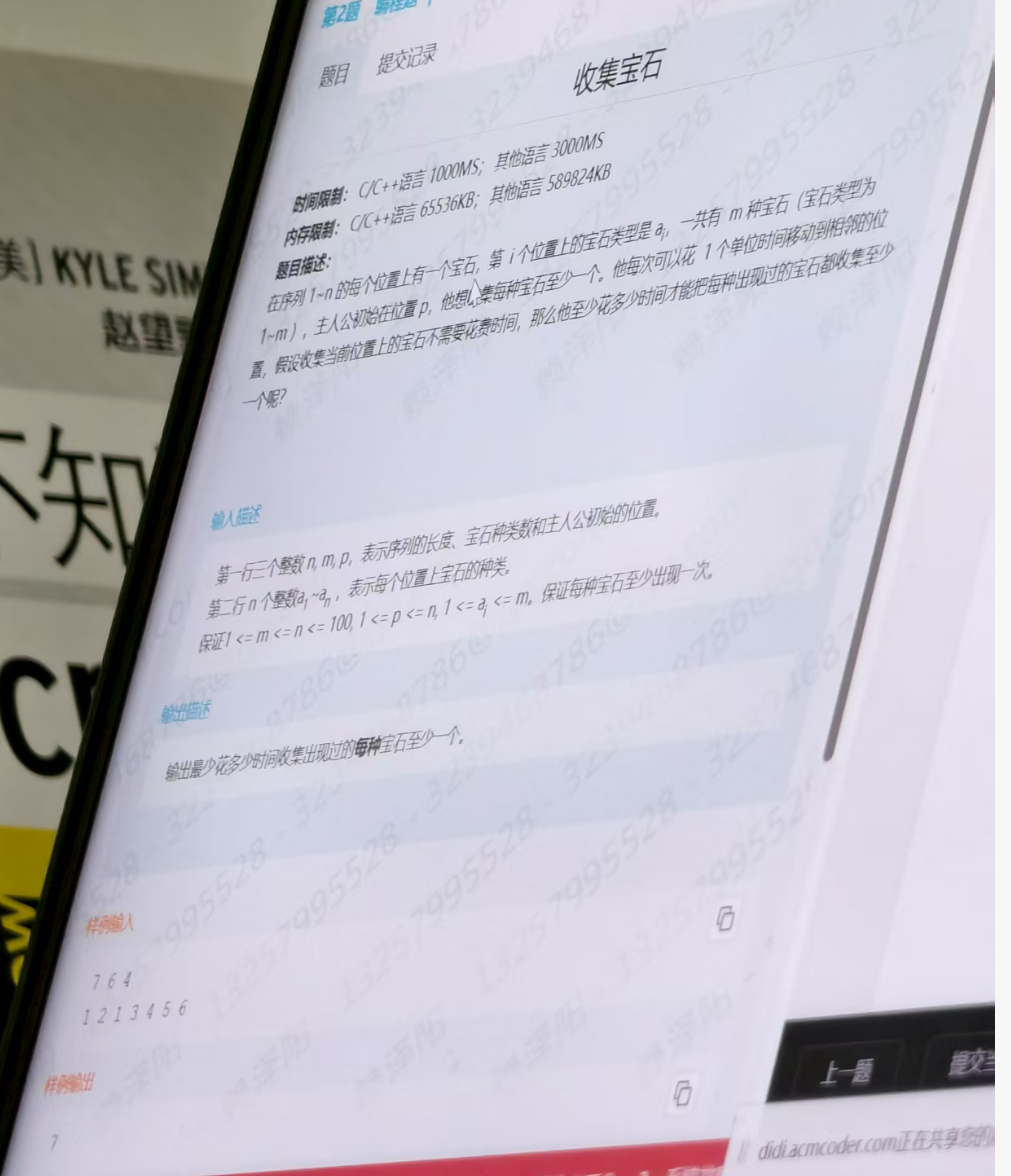 第2题
题目 提交记录
收集宝石
时间限制： C/C++语言 1000MS；其他语言 3000MS
内存限制： C/C++语言 65536KB；其他语言 589824KB
题目描述：
在序列 1~n 的每个位置上有一个宝石，第 i 个位置上的宝石类型是 aᵢ，一共有 m 种宝石（宝石类型为
1~m），主人公初始在位置 p，他想集每种宝石至少一个。他每次可以花 1 个单位时间移动到相邻的位
置，假设收集当前位置上的宝石不需要花费时间，那么他至少花多少时间才能把每种出现过的宝石都收集至少
一个呢？
输入描述
第一行三个整数 n, m, p，表示序列的长度、宝石种类数和主人公初始的位置。
第二行 n 个整数a₁~aₙ，表示每个位置上宝石的种类。
保证1 <= m <= n <= 100, 1 <= p <= n, 1 <= aᵢ <= m。保证每种宝石至少出现一次。
输出描述
输出最少花多少时间收集出现过的每种宝石至少一个。
样例输入
7 6 4
1 2 1 3 4 5 6
样例输出
7
美] KYLE SIM
赵望
不知
上一题
提交
didi.acmcoder.com正在共享您的